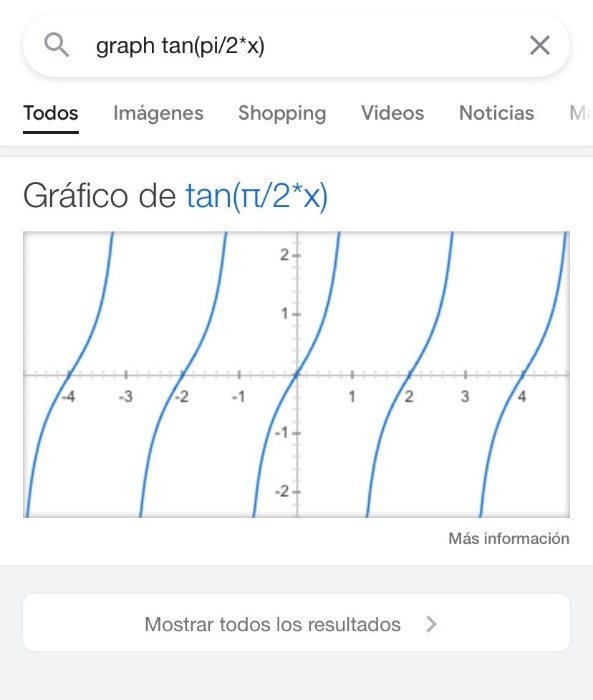 graph tan(pi/2*x)
Todos Imágenes Shopping Videos Noticias
Gráfico de tan(π/2*x)
2
1
-4 -3 -2 -1 1 2 3 4
-1
-2
Más información
Mostrar todos los resultados